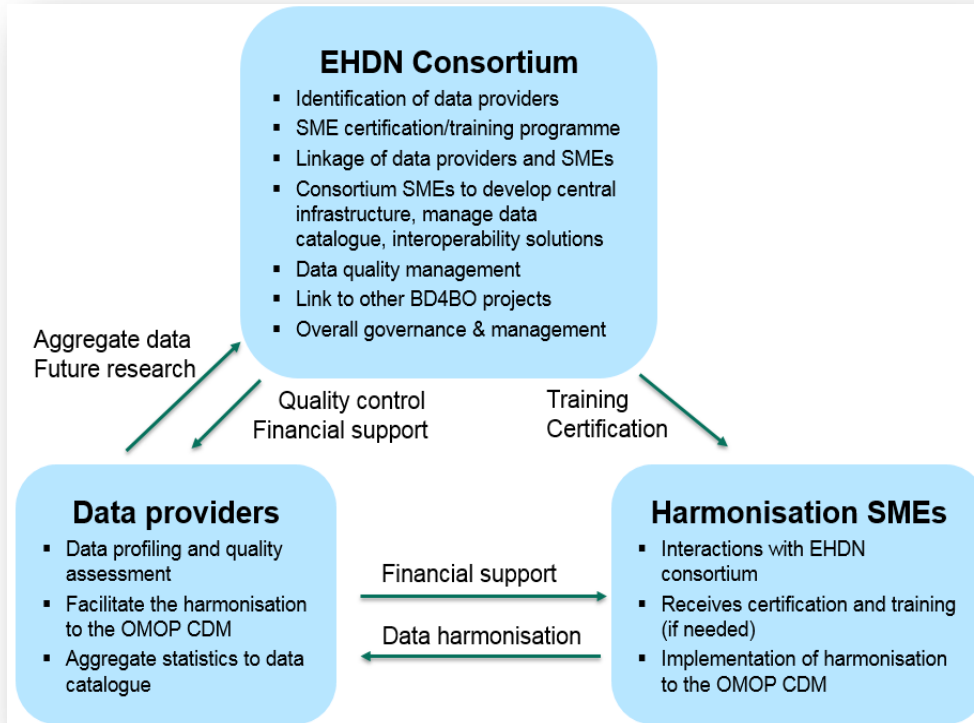 EHDN Consortium
▪ Identification of data providers
▪ SME certification/training programme
▪ Linkage of data providers and SMEs
▪ Consortium SMEs to develop central
infrastructure, manage data
catalogue, interoperability solutions
▪ Data quality management
▪ Link to other BD4BO projects
▪ Overall governance & management
Aggregate data
Future research
Quality control
Financial support
Training
Certification
Data providers
▪ Data profiling and quality
assessment
▪ Facilitate the harmonisation
to the OMOP CDM
▪ Aggregate statistics to data
catalogue
Financial support
Data harmonisation
Harmonisation SMEs
▪ Interactions with EHDN
consortium
▪ Receives certification and training
(if needed)
▪ Implementation of harmonisation
to the OMOP CDM